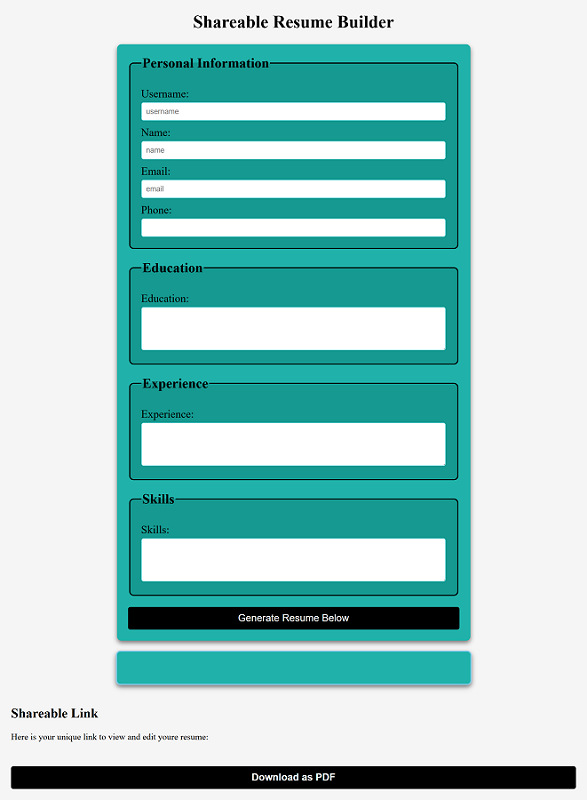 Shareable Resume Builder
Personal Information
Username:
username
Name:
name
Email:
email
Phone:
Education
Education:
Experience
Experience:
Skills
Skills:
Generate Resume Below
Shareable Link
Here is your unique link to view and edit youre resume:
Download as PDF